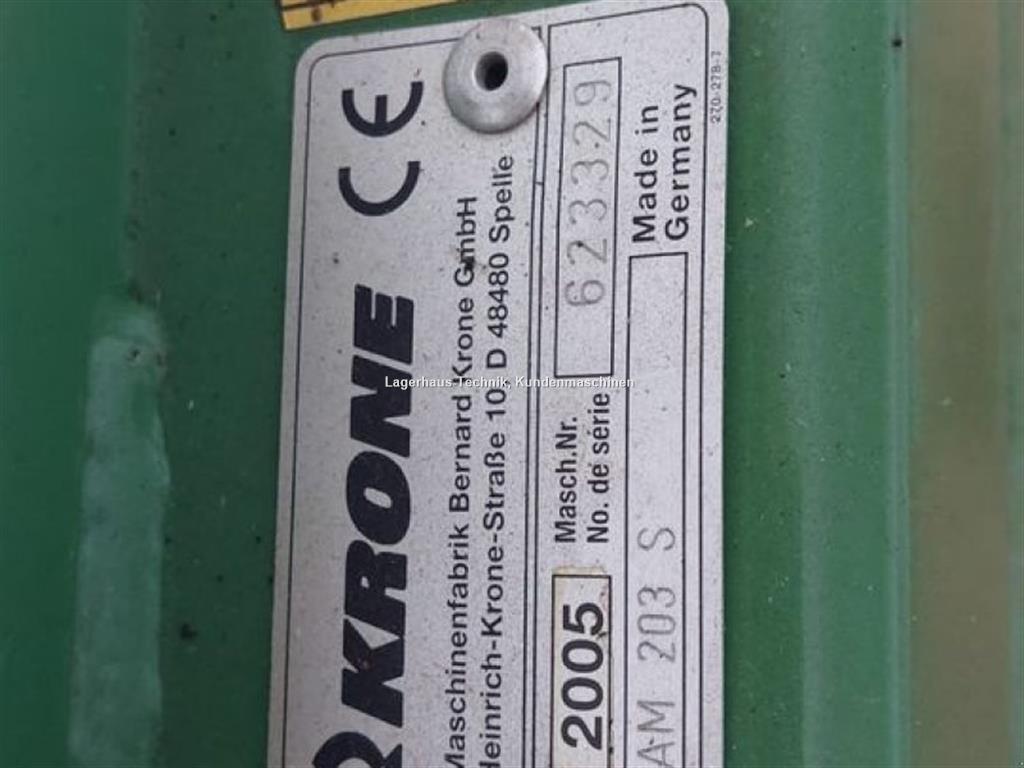 KRONE CE
Maschinenfabrik Bernard Krone GmbH
Heinrich-Krone-Straße 10, D 48480 Spelle
2005 Masch.Nr. 623329
No. de série
AM 203 S
Made in
Germany
270-278-7
Lagerhaus Technik, Kundenmaschinen